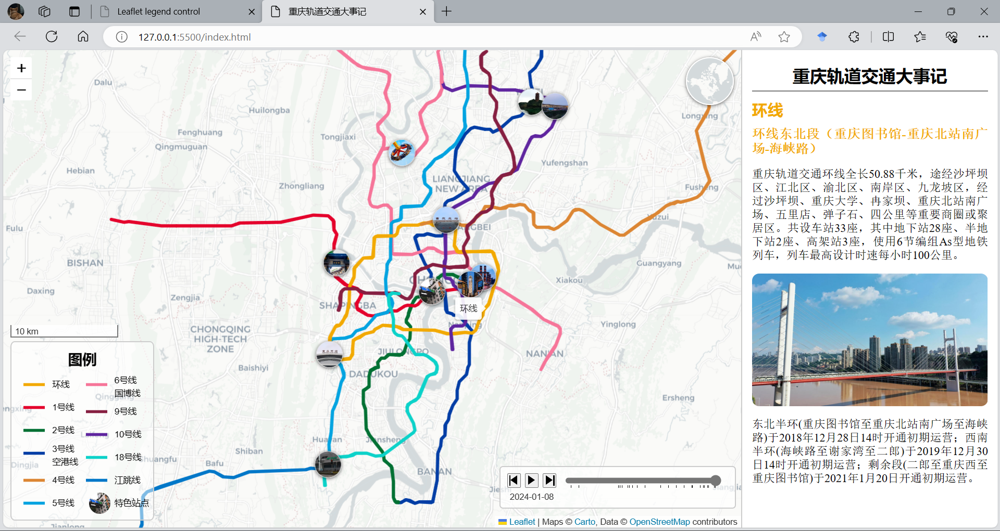 Leaflet legend control
重庆轨道交通大事记
127.0.0.1:5500/index.html
+
−
Dalu
Huilongba
Fenghuang
Qingmuguan
Tongjiaxi
Hebian
Zhongliang
LIANGJIANG
NEW AREA
Yufengshan
Longxing
Fusheng
Yuzui
Fulu
BISHAN
Guangyang
Xiakou
Daxing
Zengjia
SHAPINGBA
环线
Yinglong
CHONGQING
HIGH-TECH
ZONE
JIULONGPO
NAN'AN
Baishiyi
DADUKOU
Ersheng
Jiansheng
Shiban
Bafu
BANAN
Dingjia
Jianlong
10 km
图例
环线
1号线
2号线
3号线
空港线
4号线
5号线
6号线
国博线
9号线
10号线
18号线
江跳线
特色站点
2024-01-08
Leaflet | Maps © Carto, Data © OpenStreetMap contributors
重庆轨道交通大事记
环线
环线东北段（重庆图书馆-重庆北站南广
场-海峡路）
重庆轨道交通环线全长50.88千米，途经沙坪坝
区、江北区、渝北区、南岸区、九龙坡区，经
过沙坪坝、重庆大学、冉家坝、重庆北站南广
场、五里店、弹子石、四公里等重要商圈或聚
居区。共设车站33座，其中地下站28座、半地
下站2座、高架站3座，使用6节编组As型地铁
列车，列车最高设计时速每小时100公里。
东北半环(重庆图书馆至重庆北站南广场至海峡
路)于2018年12月28日14时开通初期运营；西南
半环(海峡路至谢家湾至二郎)于2019年12月30
日14时开通初期运营；剩余段(二郎至重庆西至
重庆图书馆)于2021年1月20日开通初期运营。